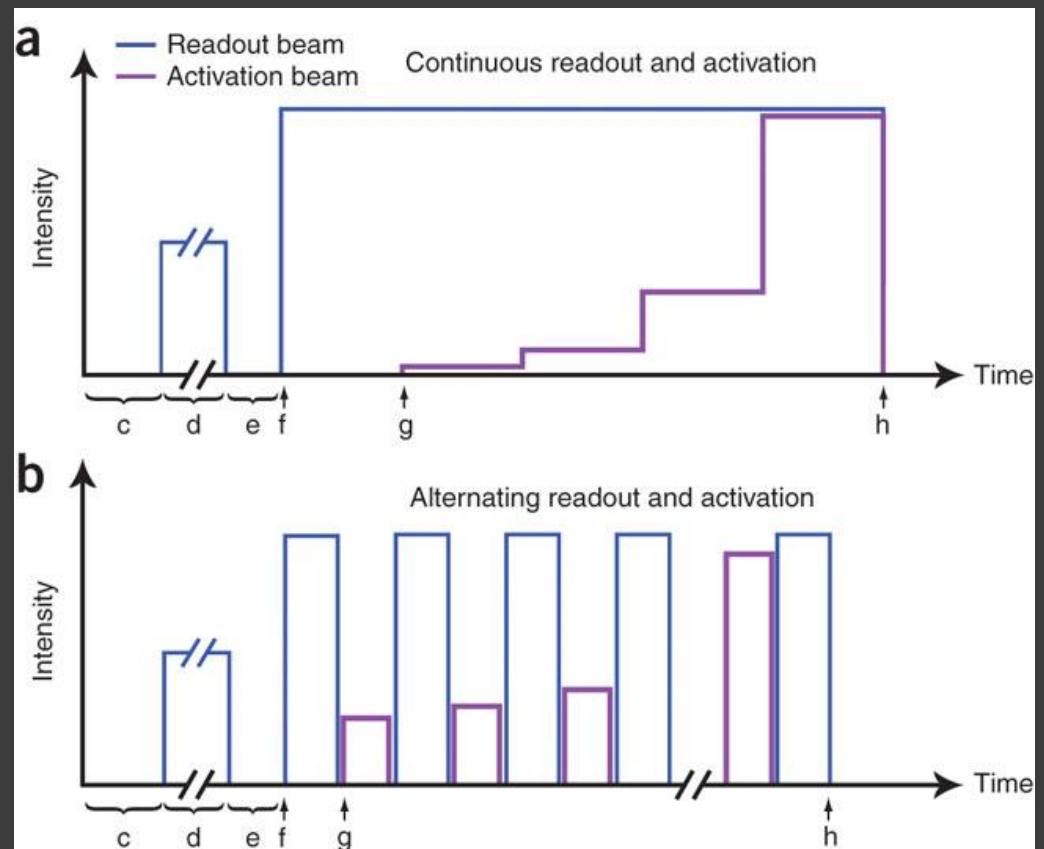 a
Readout beam
Activation beam
Continuous readout and activation
Intensity
Time
c d e f g h
b
Alternating readout and activation
Intensity
Time
c d e f g h